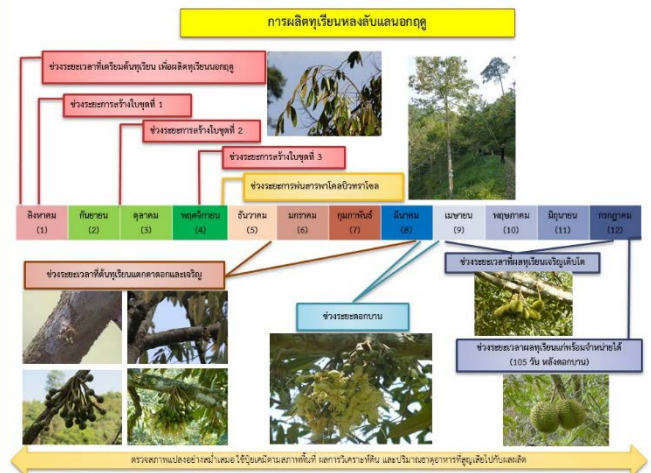 การผลิตทุเรียนหลงลับแลนอกฤดู
ช่วงระยะเวลาที่เตรียมต้นทุเรียน เพื่อผลิตทุเรียนนอกฤดู
ช่วงระยะการสร้างใบชุดที่ 1
ช่วงระยะการสร้างใบชุดที่ 2
ช่วงระยะการสร้างใบชุดที่ 3
ช่วงระยะการพ่นสารพาโคลบิวทราโซล
สิงหาคม กันยายน ตุลาคม พฤศจิกายน ธันวาคม มกราคม กุมภาพันธ์ มีนาคม เมษายน พฤษภาคม มิถุนายน กรกฎาคม
(1) (2) (3) (4) (5) (6) (7) (8) (9) (10) (11) (12)
ช่วงระยะเวลาที่ต้นทุเรียนแตกตาดอกและเจริญ
ช่วงระยะดอกบาน
ช่วงระยะเวลาที่ผลทุเรียนเจริญเติบโต
ช่วงระยะเวลาผลทุเรียนแก่พร้อมจำหน่ายได้
(105 วัน หลังดอกบาน)
ตรวจสภาพแปลงอย่างสม่ำเสมอ ใช้ปุ๋ยเคมีตามสภาพพื้นที่ ผลการวิเคราะห์ดิน และปริมาณธาตุอาหารที่สูญเสียไปกับผลผลิต